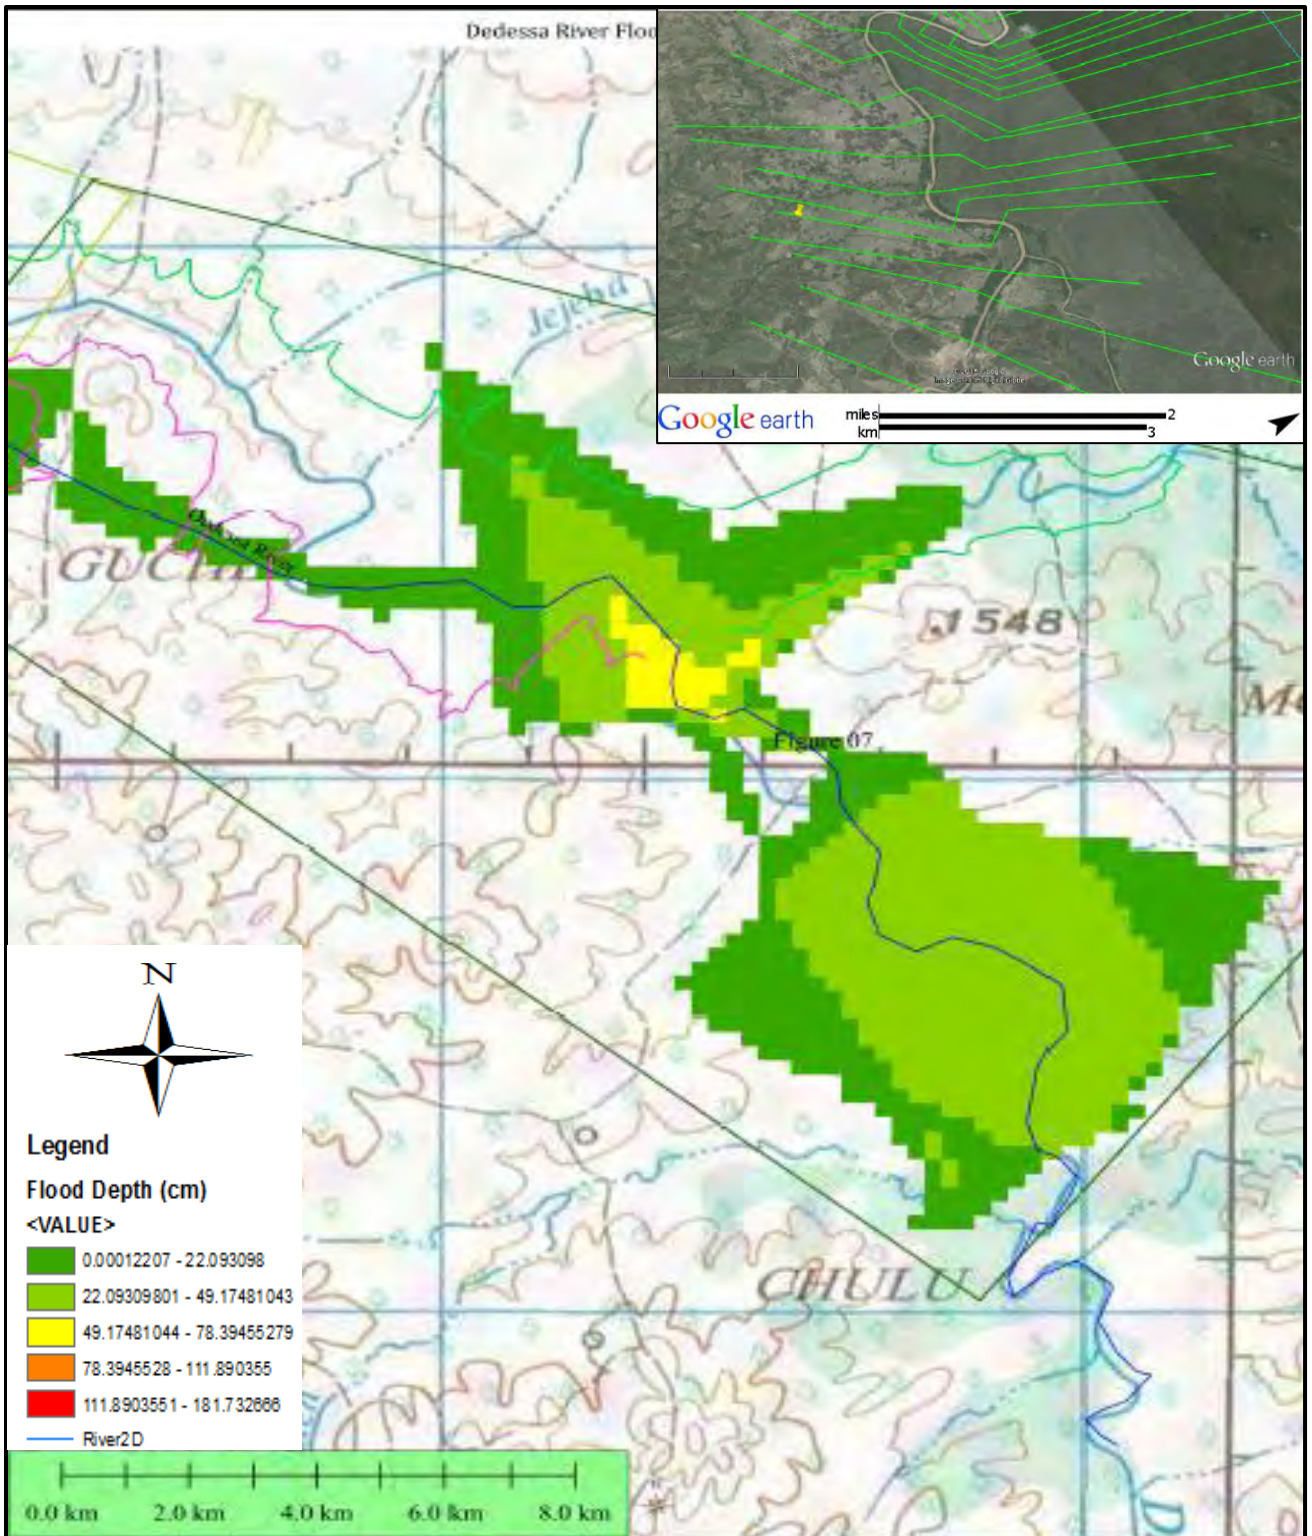 Dedessa River Floo
Google earth
Google earth
miles 2
km 3
Jejeba
GUCHE
1548
Figure 07
CHULU
N
Legend
Flood Depth (cm)
<VALUE>
0.00012207 - 22.093098
22.09309801 - 49.17481043
49.17481044 - 78.39455279
78.3945528 - 111.890355
111.8903551 - 181.732666
River2D
0.0 km 2.0 km 4.0 km 6.0 km 8.0 km
D